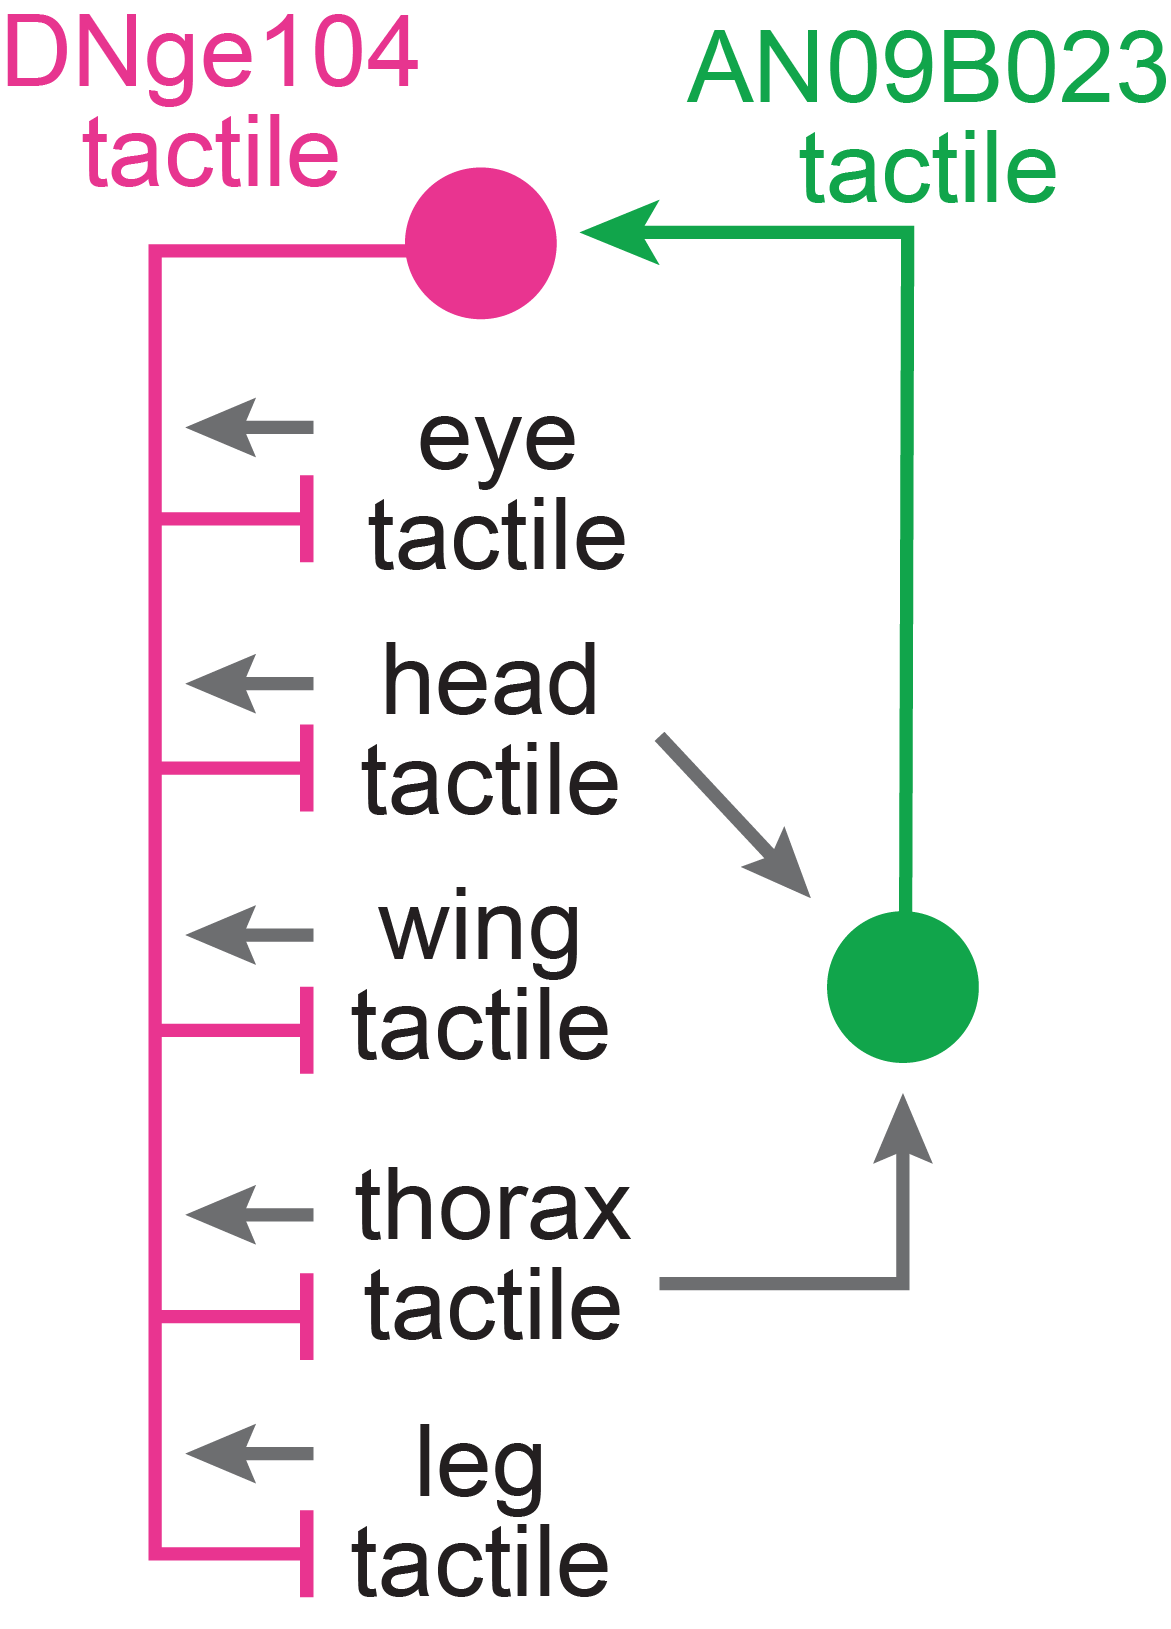 DNge104
tactile
AN09B023
tactile
eye
tactile
head
tactile
wing
tactile
thorax
tactile
leg
tactile